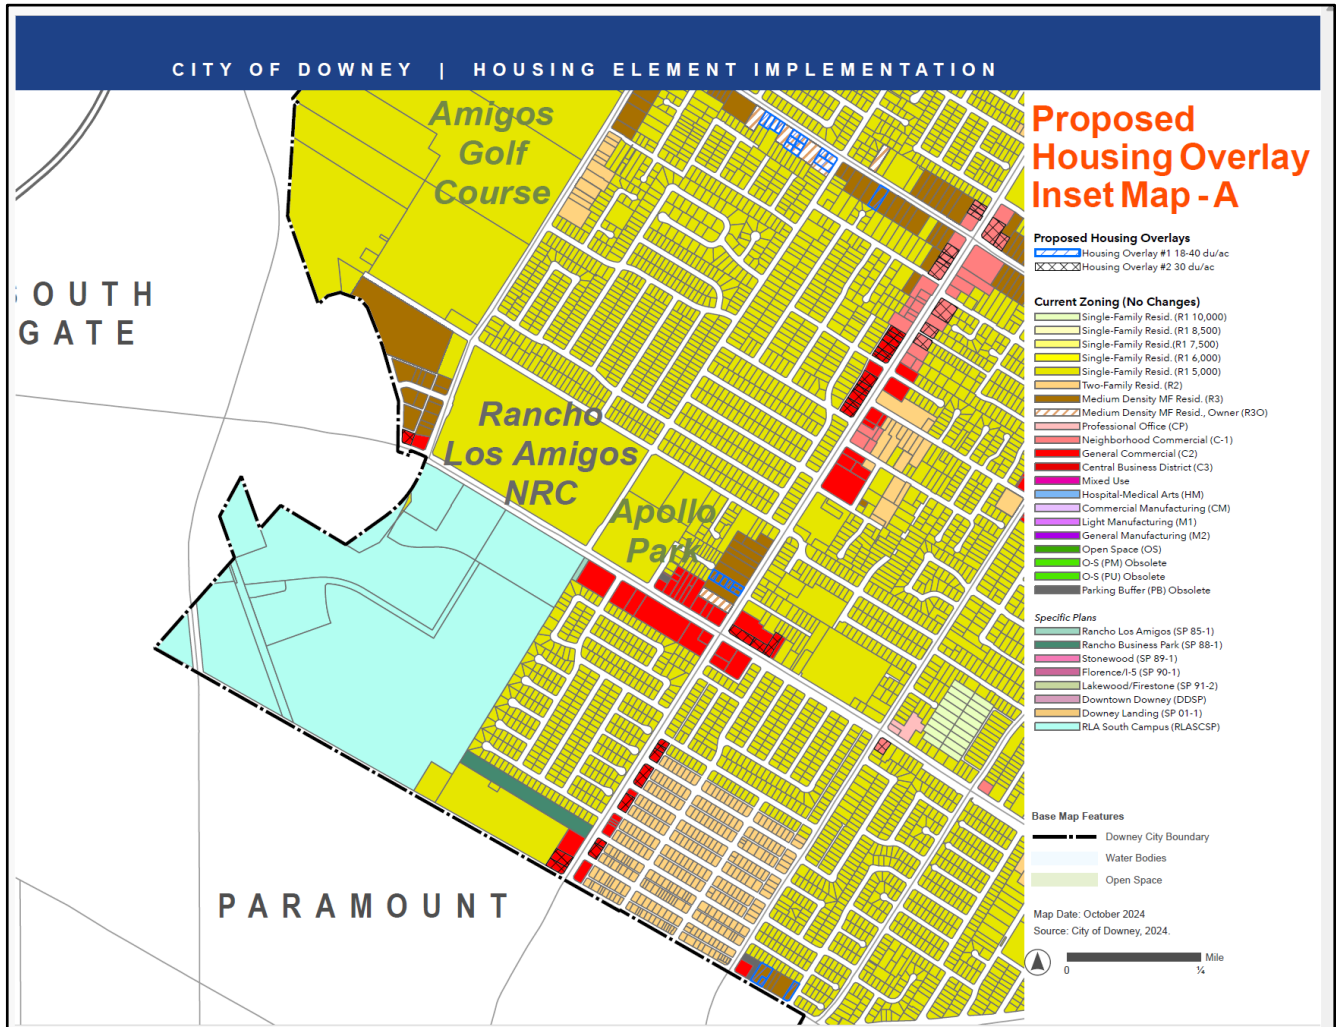 CITY OF DOWNEY | HOUSING ELEMENT IMPLEMENTATION
Amigos
Golf
Course
SOUTH
GATE
Rancho
Los Amigos
NRC
Apollo
Park
PARAMOUNT
Proposed
Housing Overlay
Inset Map - A
Proposed Housing Overlays
Housing Overlay #1 18-40 du/ac
Housing Overlay #2 30 du/ac
Current Zoning (No Changes)
Single-Family Resid. (R1 10,000)
Single-Family Resid. (R1 8,500)
Single-Family Resid.(R1 7,500)
Single-Family Resid. (R1 6,000)
Single-Family Resid. (R1 5,000)
Two-Family Resid. (R2)
Medium Density MF Resid. (R3)
Medium Density MF Resid., Owner (R3O)
Professional Office (CP)
Neighborhood Commercial (C-1)
General Commercial (C2)
Central Business District (C3)
Mixed Use
Hospital-Medical Arts (HM)
Commercial Manufacturing (CM)
Light Manufacturing (M1)
General Manufacturing (M2)
Open Space (OS)
O-S (PM) Obsolete
O-S (PU) Obsolete
Parking Buffer (PB) Obsolete
Specific Plans
Rancho Los Amigos (SP 85-1)
Rancho Business Park (SP 88-1)
Stonewood (SP 89-1)
Florence/I-5 (SP 90-1)
Lakewood/Firestone (SP 91-2)
Downtown Downey (DDSP)
Downey Landing (SP 01-1)
RLA South Campus (RLASCSP)
Base Map Features
Downey City Boundary
Water Bodies
Open Space
Map Date: October 2024
Source: City of Downey, 2024.
Mile
0 ¼